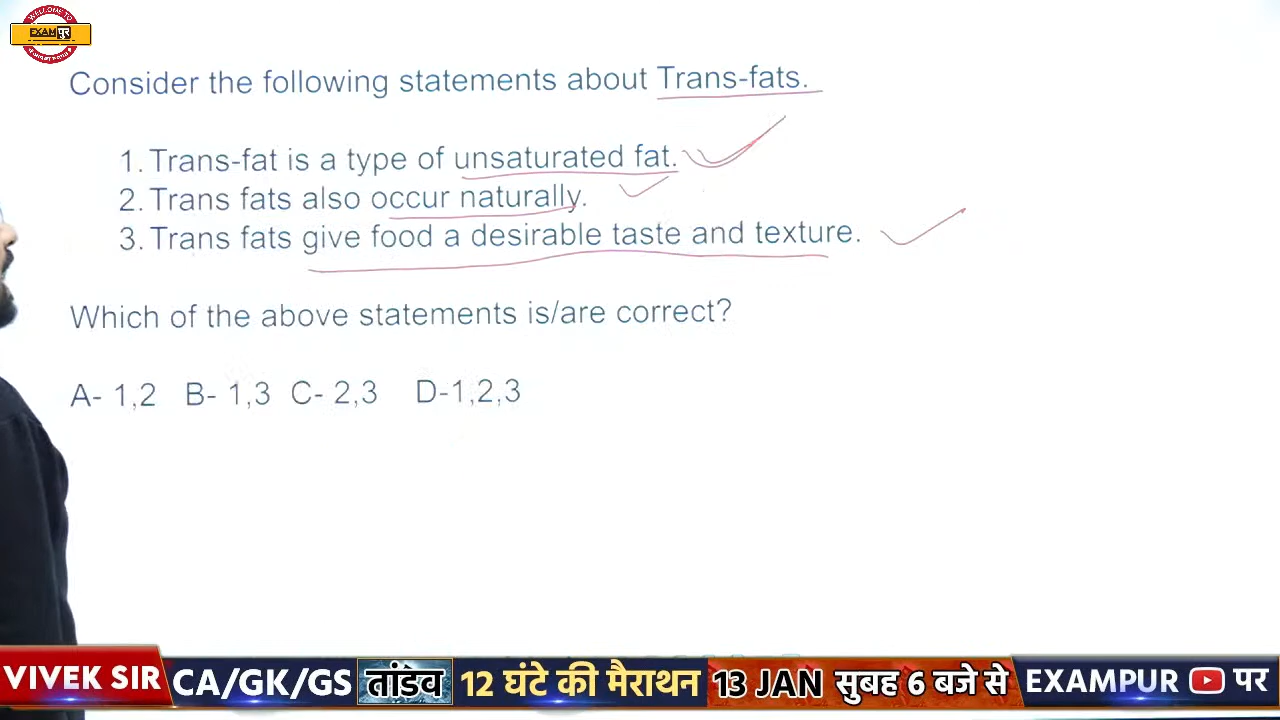 WELCOME TO
EXAMपुर
Consider the following statements about Trans-fats.
1. Trans-fat is a type of unsaturated fat.
2. Trans fats also occur naturally.
3. Trans fats give food a desirable taste and texture.
Which of the above statements is/are correct?
A- 1,2 B- 1,3 C- 2,3 D-1,2,3
VIVEK SIR CA/GK/GS तांडव 12 घंटे की मैराथन 13 JAN सुबह 6 बजे से EXAMPUR पर